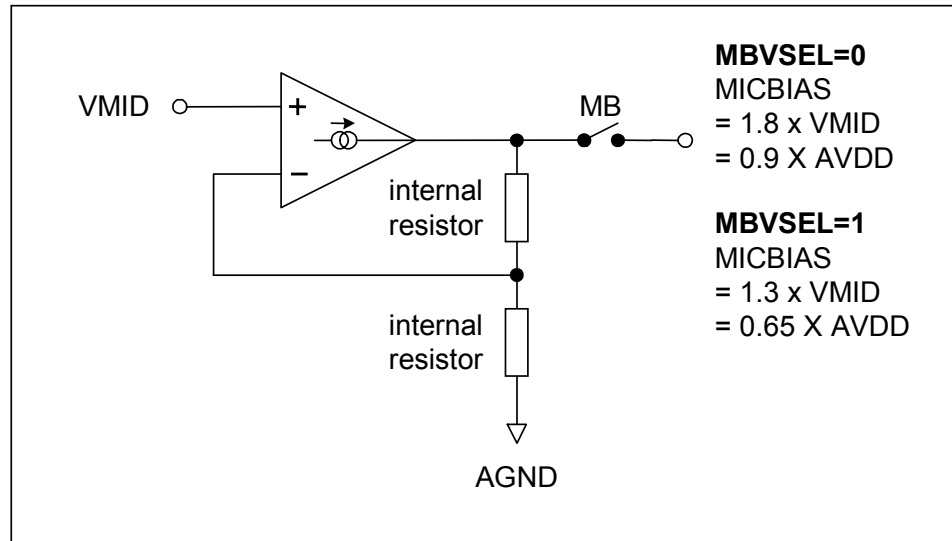 VMID
+
−
MB
internal
resistor
internal
resistor
AGND
MBVSEL=0
MICBIAS
= 1.8 x VMID
= 0.9 X AVDD
MBVSEL=1
MICBIAS
= 1.3 x VMID
= 0.65 X AVDD